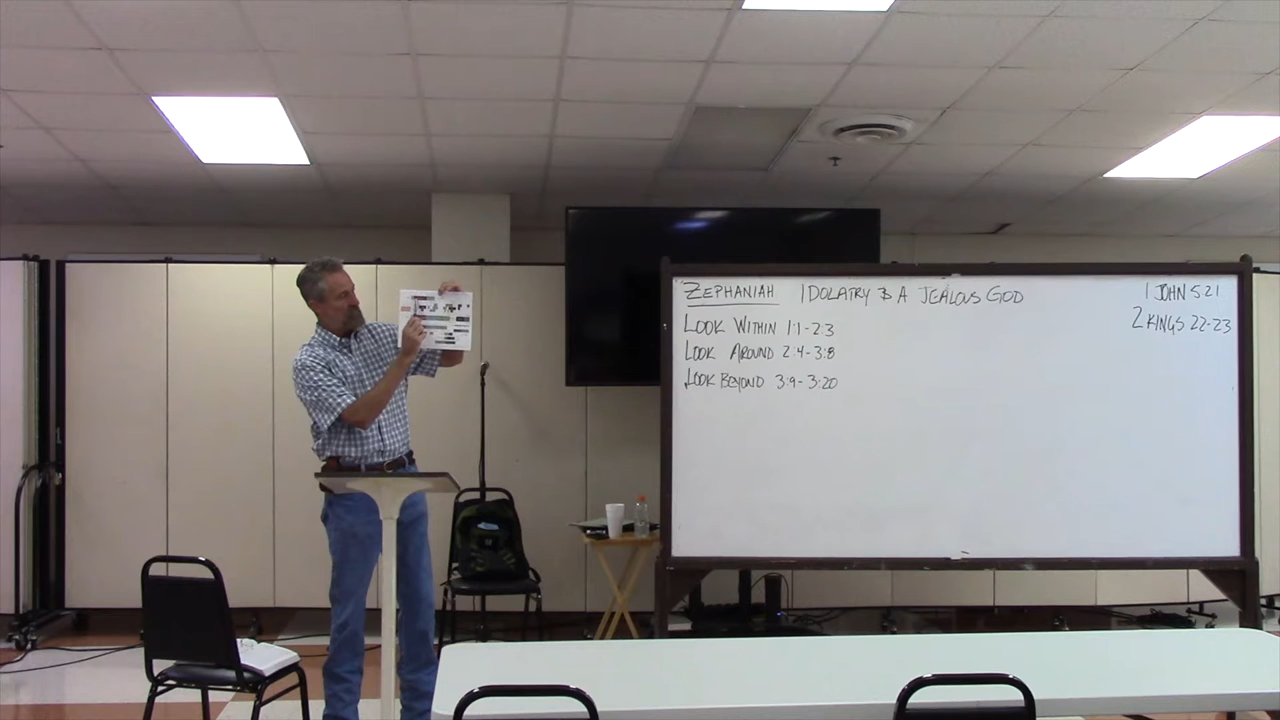 ZEPHANIAH IDOLATRY & A JEALOUS GOD
LOOK WITHIN 1:1-2:3
LOOK AROUND 2:4-3:8
LOOK BEYOND 3:9-3:20
1 JOHN 5:21
2 KINGS 22-23